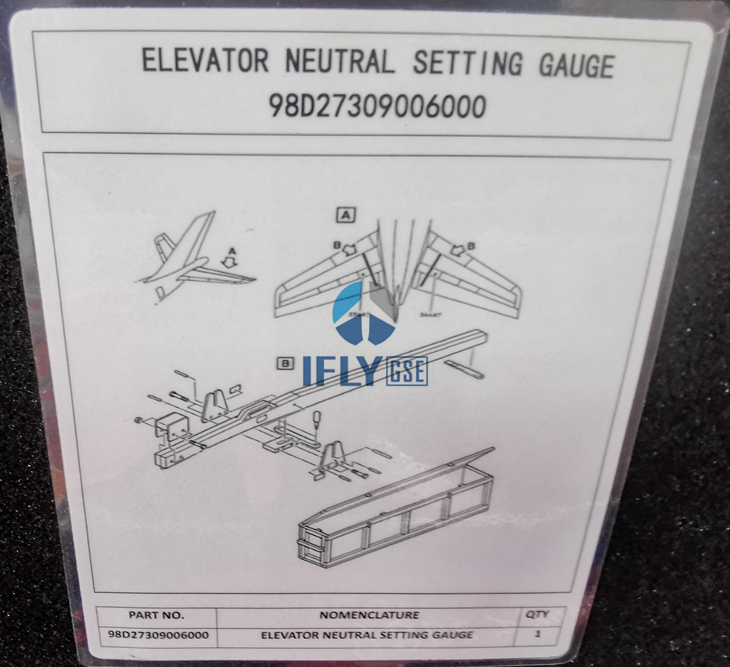 ELEVATOR NEUTRAL SETTING GAUGE
98D27309006000
A
A
B
B
B
IFLY GSE
PART NO. NOMENCLATURE QTY
98D27309006000 ELEVATOR NEUTRAL SETTING GAUGE 1